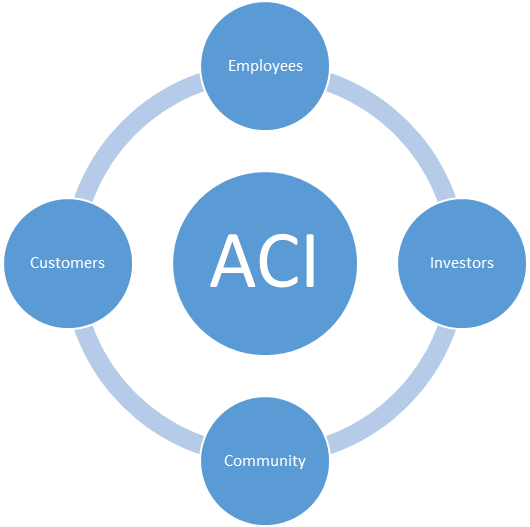 Employees
Customers
ACI
Investors
Community